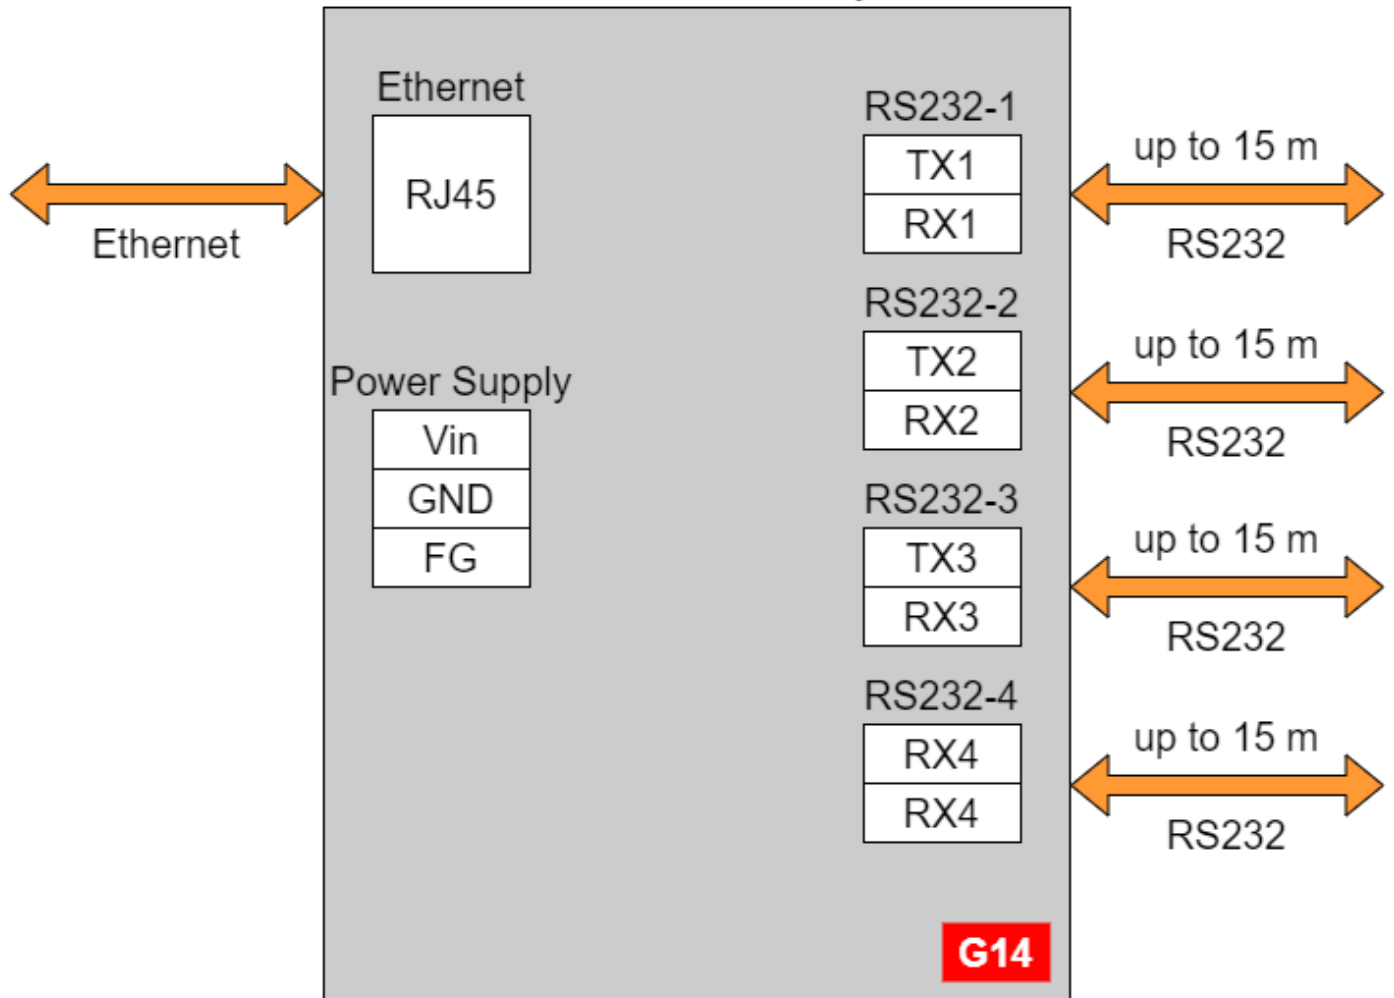 Ethernet
RJ45
Ethernet
Power Supply
Vin
GND
FG
RS232-1
TX1
RX1
up to 15 m
RS232
RS232-2
TX2
RX2
up to 15 m
RS232
RS232-3
TX3
RX3
up to 15 m
RS232
RS232-4
RX4
RX4
up to 15 m
RS232
G14